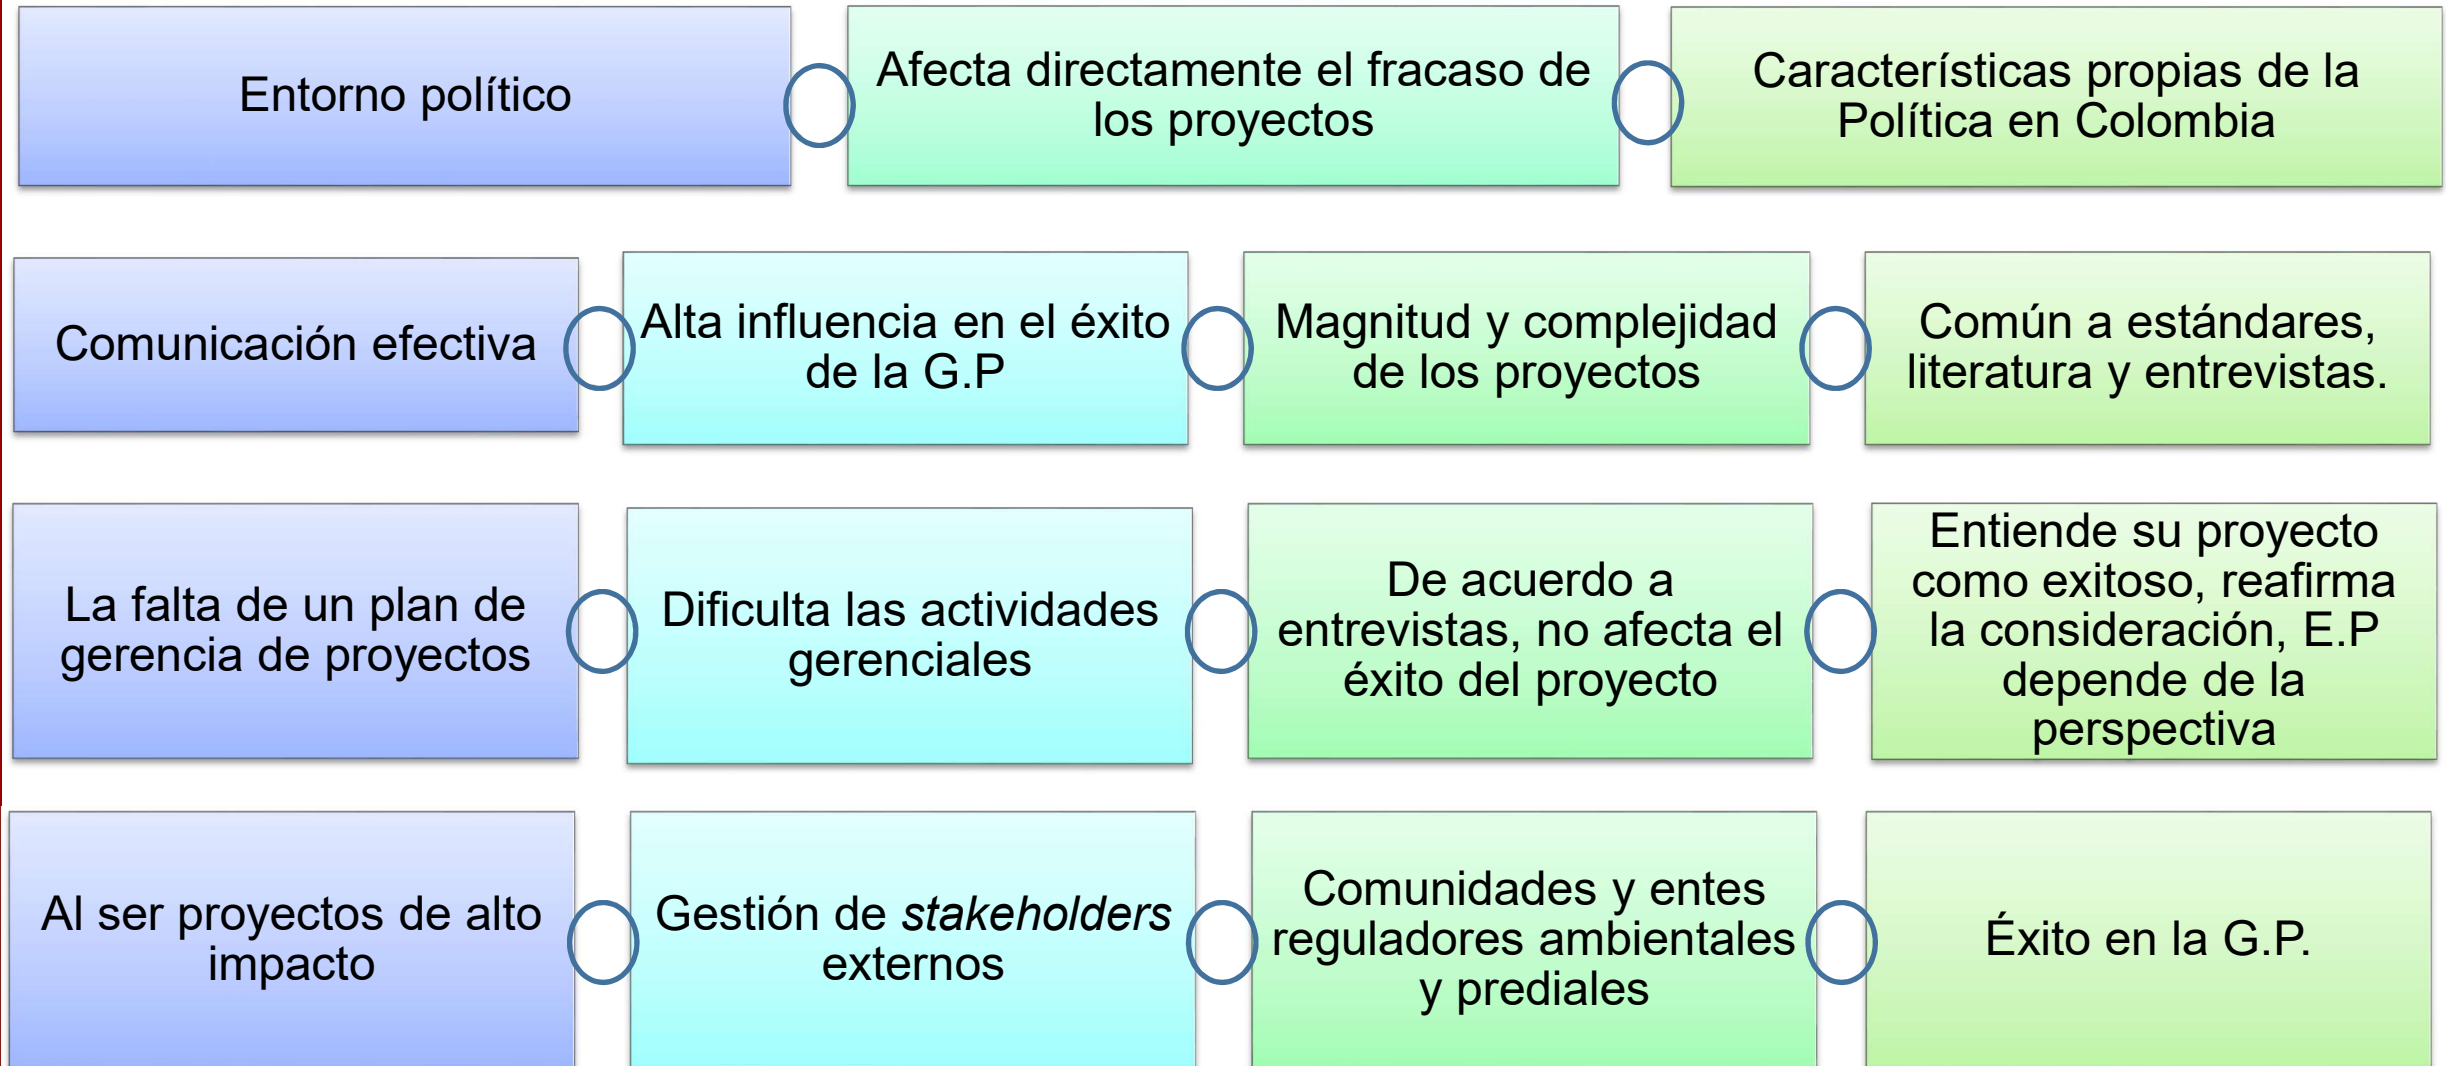 Entorno político
Afecta directamente el fracaso de
los proyectos
Características propias de la
Política en Colombia
Comunicación efectiva
Alta influencia en el éxito
de la G.P
Magnitud y complejidad
de los proyectos
Común a estándares,
literatura y entrevistas.
La falta de un plan de
gerencia de proyectos
Dificulta las actividades
gerenciales
De acuerdo a
entrevistas, no afecta el
éxito del proyecto
Entiende su proyecto
como exitoso, reafirma
la consideración, E.P
depende de la
perspectiva
Al ser proyectos de alto
impacto
Gestión de stakeholders
externos
Comunidades y entes
reguladores ambientales
y prediales
Éxito en la G.P.